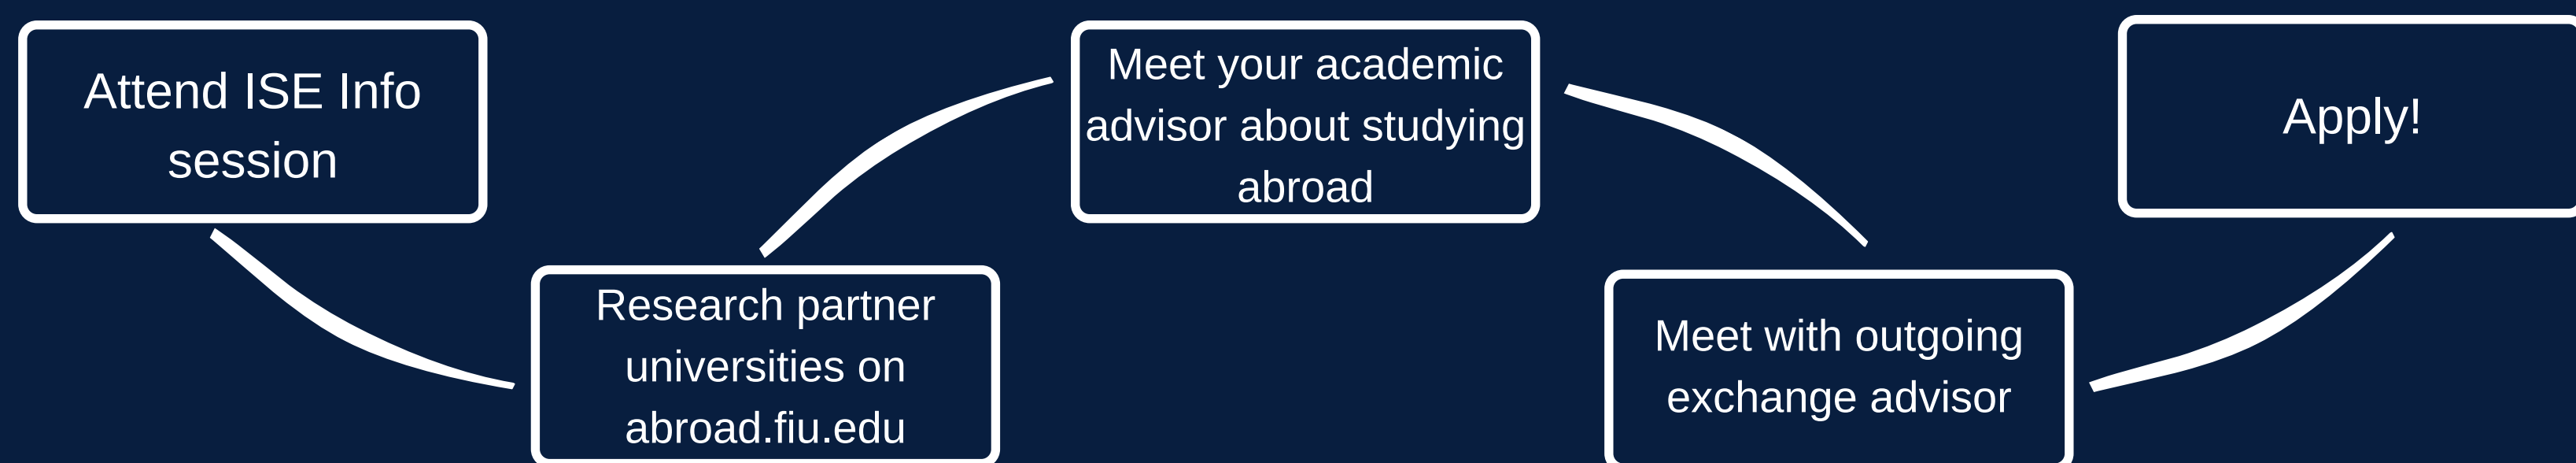 Attend ISE Info
session
Research partner
universities on
abroad.fiu.edu
Meet your academic
advisor about studying
abroad
Meet with outgoing
exchange advisor
Apply!